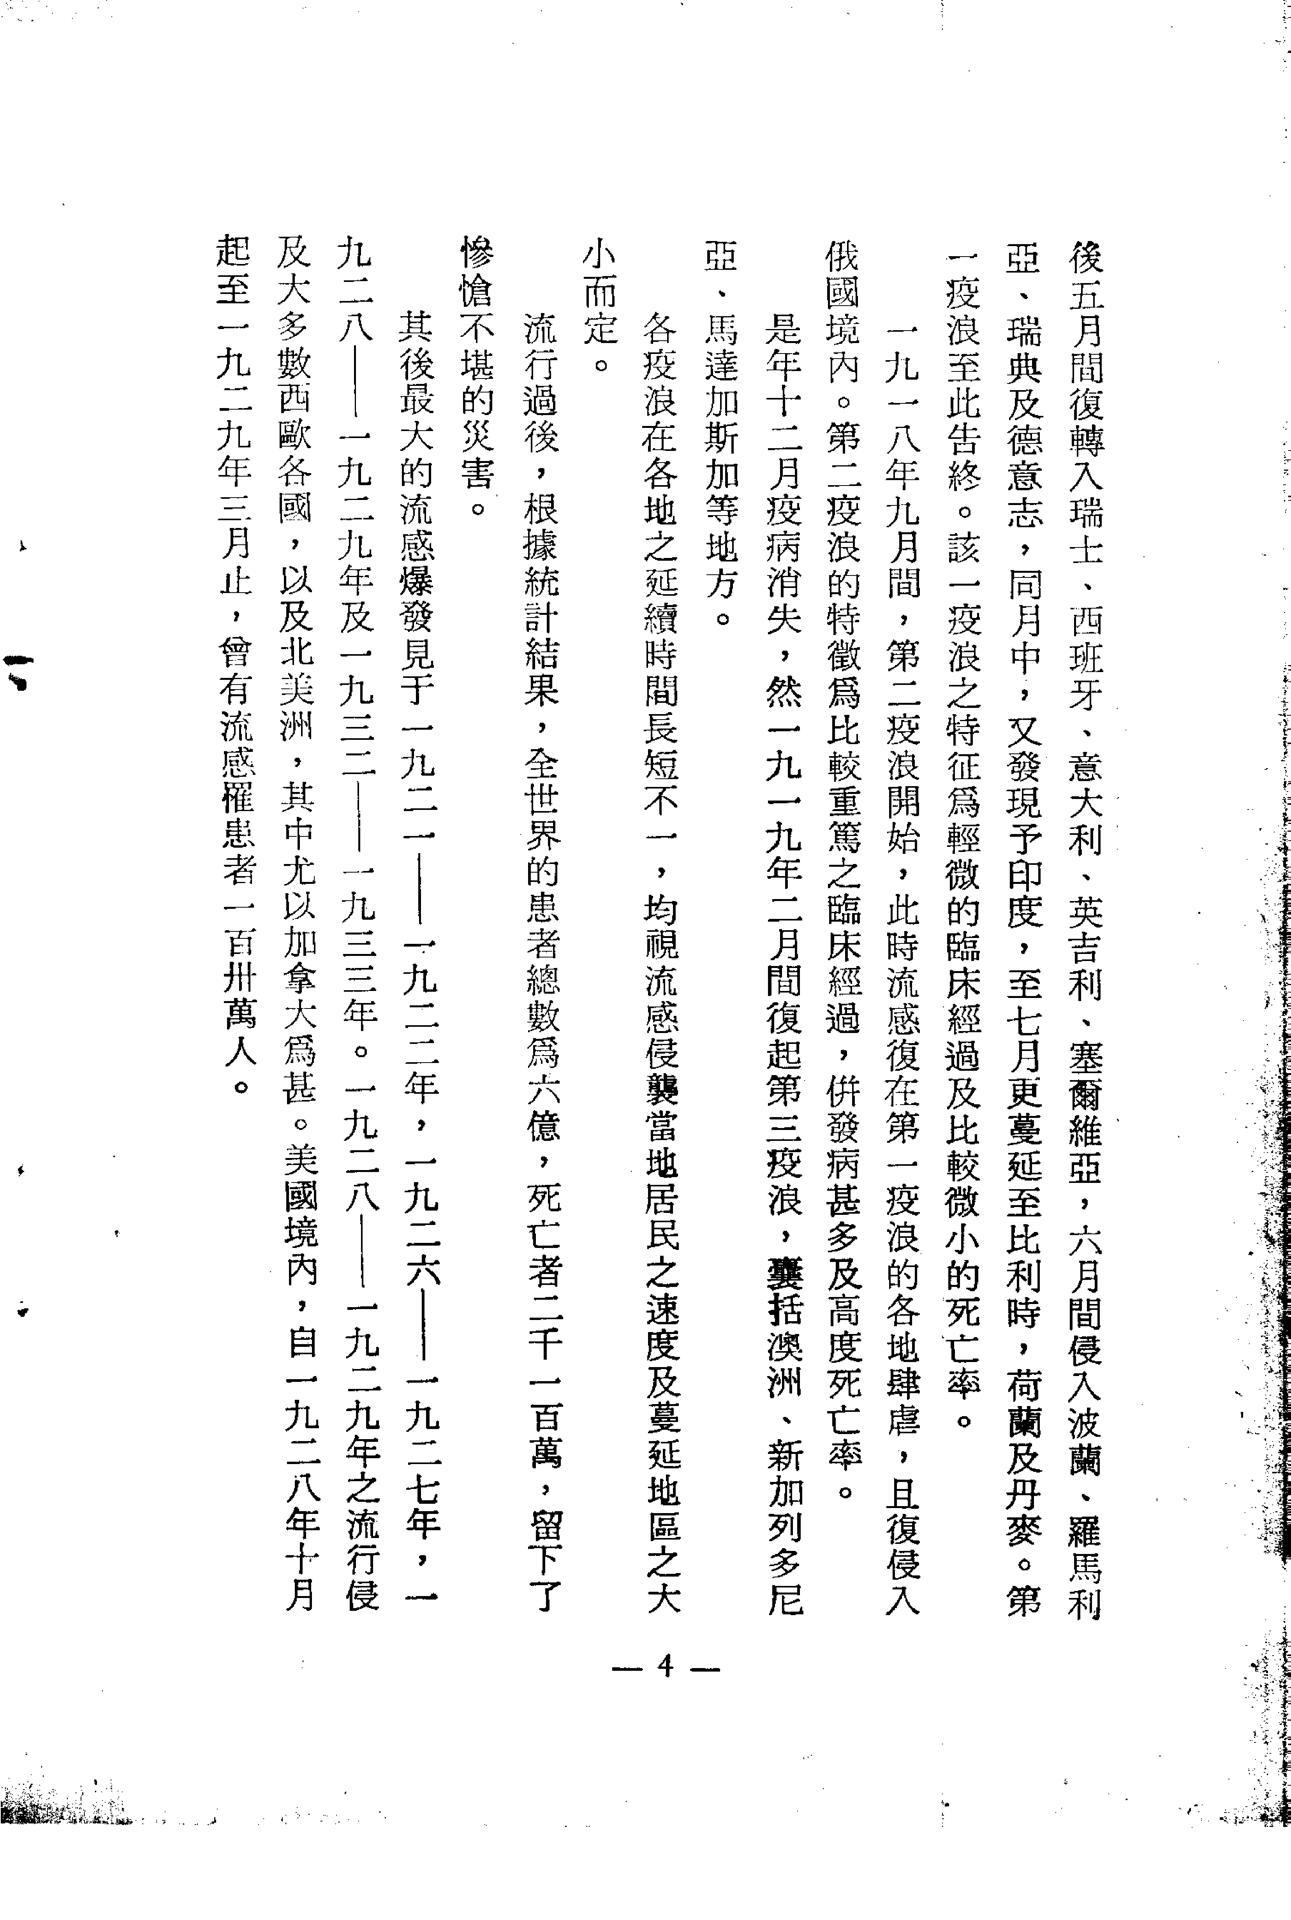 後五月間復轉入瑞士、西班牙、意大利、英吉利、塞爾維亞，六月間侵入波蘭、羅馬利
亞、瑞典及德意志，同月中，又發現予印度，至七月更蔓延至比利時，荷蘭及丹麥。第
一疫浪至此告終。該一疫浪之特征爲輕微的臨床經過及比較微小的死亡率。
一九一八年九月間，第二疫浪開始，此時流感復在第一疫浪的各地肆虐，且復侵入
俄國境內。第二疫浪的特徵爲比較重篤之臨床經過，併發病甚多及高度死亡率。
是年十二月疫病消失，然一九一九年二月間復起第三疫浪，囊括澳洲、新加列多尼
亞、馬達加斯加等地方。
各疫浪在各地之延續時間長短不一，均視流感侵襲當地居民之速度及蔓延地區之大
小而定。
流行過後，根據統計結果，全世界的患者總數爲六億，死亡者二千一百萬，留下了
慘愴不堪的災害。
其後最大的流感爆發見于一九二一——一九二二年，一九二六——一九二七年，一
九二八——一九二九年及一九三二——一九三三年。一九二八——一九二九年之流行侵
及大多數西歐各國，以及北美洲，其中尤以加拿大爲甚。美國境內，自一九二八年十月
起至一九二九年三月止，曾有流感罹患者一百卅萬人。
— 4 —